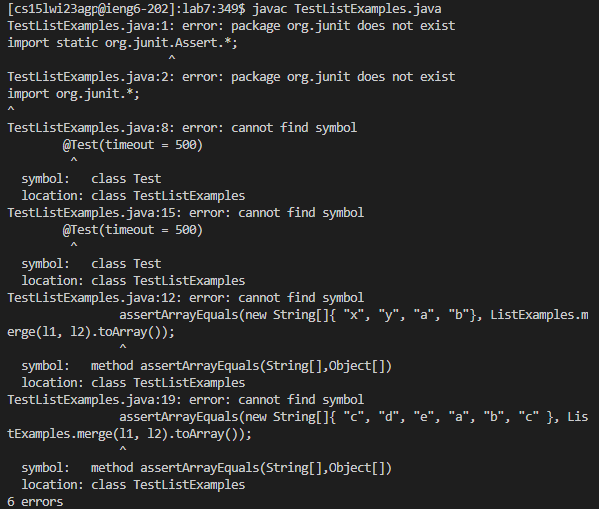 [cs15lwi23agp@ieng6-202]:lab7:349$ javac TestListExamples.java
TestListExamples.java:1: error: package org.junit does not exist
import static org.junit.Assert.*;
                       ^
TestListExamples.java:2: error: package org.junit does not exist
import org.junit.*;
^
TestListExamples.java:8: error: cannot find symbol
        @Test(timeout = 500)
         ^
  symbol:   class Test
  location: class TestListExamples
TestListExamples.java:15: error: cannot find symbol
        @Test(timeout = 500)
         ^
  symbol:   class Test
  location: class TestListExamples
TestListExamples.java:12: error: cannot find symbol
                assertArrayEquals(new String[]{ "x", "y", "a", "b"}, ListExamples.m
erge(l1, l2).toArray());
                ^
  symbol:   method assertArrayEquals(String[],Object[])
  location: class TestListExamples
TestListExamples.java:19: error: cannot find symbol
                assertArrayEquals(new String[]{ "c", "d", "e", "a", "b", "c" }, Lis
tExamples.merge(l1, l2).toArray());
                ^
  symbol:   method assertArrayEquals(String[],Object[])
  location: class TestListExamples
6 errors